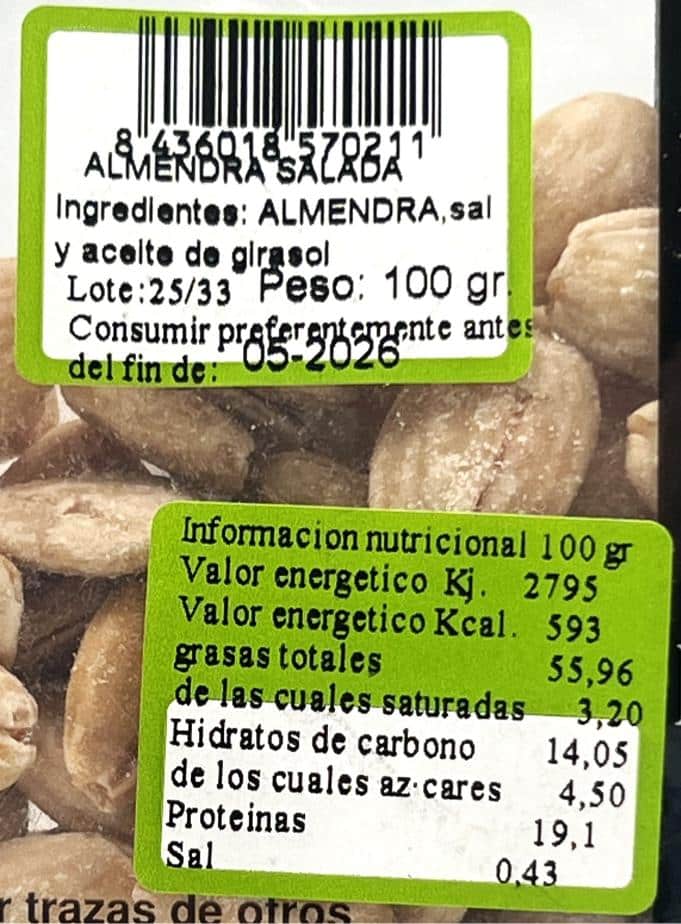 8 436018 570211
ALMENDRA SALADA
Ingredientes: ALMENDRA,sal
y aceite de girasol
Lote:25/33 Peso: 100 gr.
Consumir preferentemente antes
del fin de: 05-2026
Informacion nutricional 100 gr
Valor energetico Kj. 2795
Valor energetico Kcal. 593
grasas totales 55,96
de las cuales saturadas 3,20
Hidratos de carbono 14,05
de los cuales az·cares 4,50
Proteinas 19,1
Sal 0,43
r trazas de otros